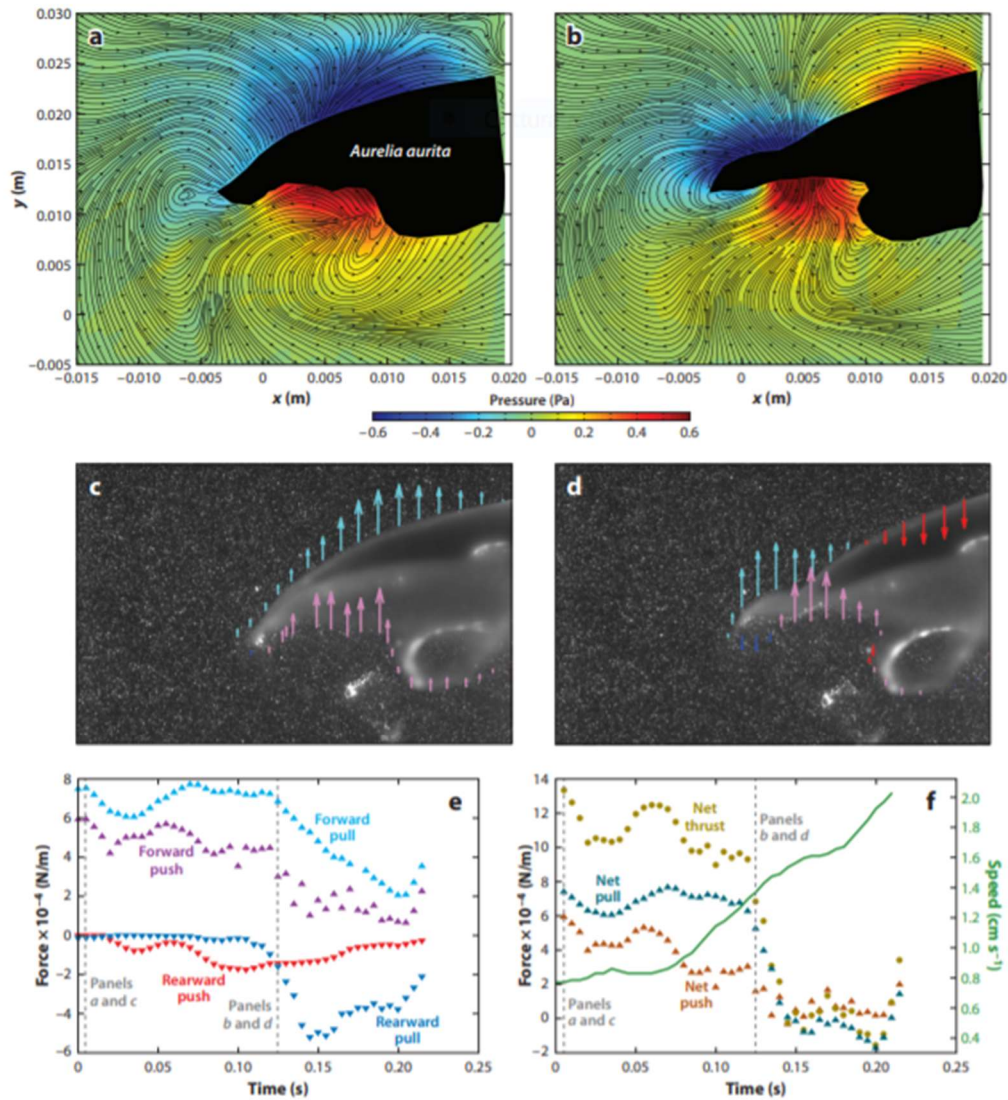 a
b
0.030
0.025
0.020
0.015
0.010
0.005
0
−0.005
y (m)
Aurelia aurita
−0.015 −0.010 −0.005 0 0.005 0.010 0.015 0.020
−0.015 −0.010 −0.005 0 0.005 0.010 0.015 0.020
x (m)
Pressure (Pa)
x (m)
−0.6 −0.4 −0.2 0 0.2 0.4 0.6
c
d
e
8
6
4
2
0
−2
−4
−6
Force × 10⁻⁴ (N/m)
Forward
pull
Forward
push
Panels
a and c
Rearward
push
Panels
b and d
Rearward
pull
0 0.05 0.10 0.15 0.20 0.25
Time (s)
f
14
12
10
8
6
4
2
0
−2
Force × 10⁻⁴ (N/m)
Net
thrust
Panels
b and d
Net
pull
Panels
a and c
Net
push
2.0
1.8
1.6
1.4
1.2
1.0
0.8
0.6
0.4
Speed (cm s⁻¹)
0 0.05 0.10 0.15 0.20 0.25
Time (s)